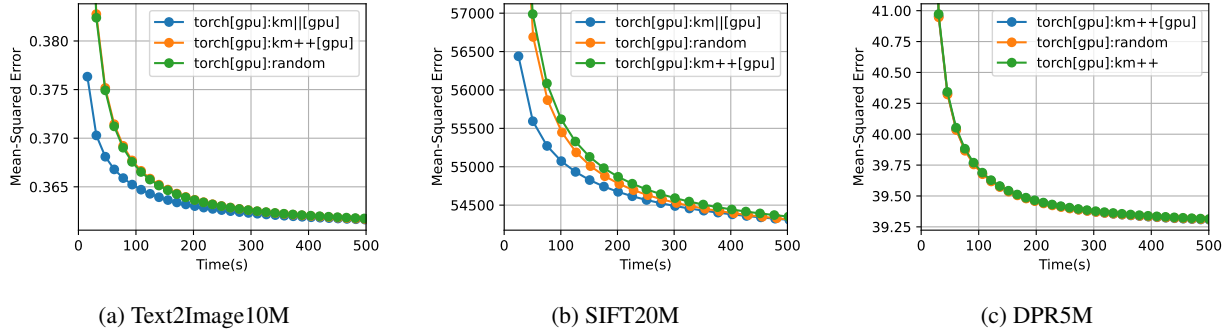 Mean-Squared Error
0.380
0.375
0.370
0.365
0
100
200
300
400
500
Time(s)
torch[gpu]:km||[gpu]
torch[gpu]:km++[gpu]
torch[gpu]:random
(a) Text2Image10M
Mean-Squared Error
57000
56500
56000
55500
55000
54500
0
100
200
300
400
500
Time(s)
torch[gpu]:km||[gpu]
torch[gpu]:random
torch[gpu]:km++[gpu]
(b) SIFT20M
Mean-Squared Error
41.00
40.75
40.50
40.25
40.00
39.75
39.50
39.25
0
100
200
300
400
500
Time(s)
torch[gpu]:km++[gpu]
torch[gpu]:random
torch[gpu]:km++
(c) DPR5M